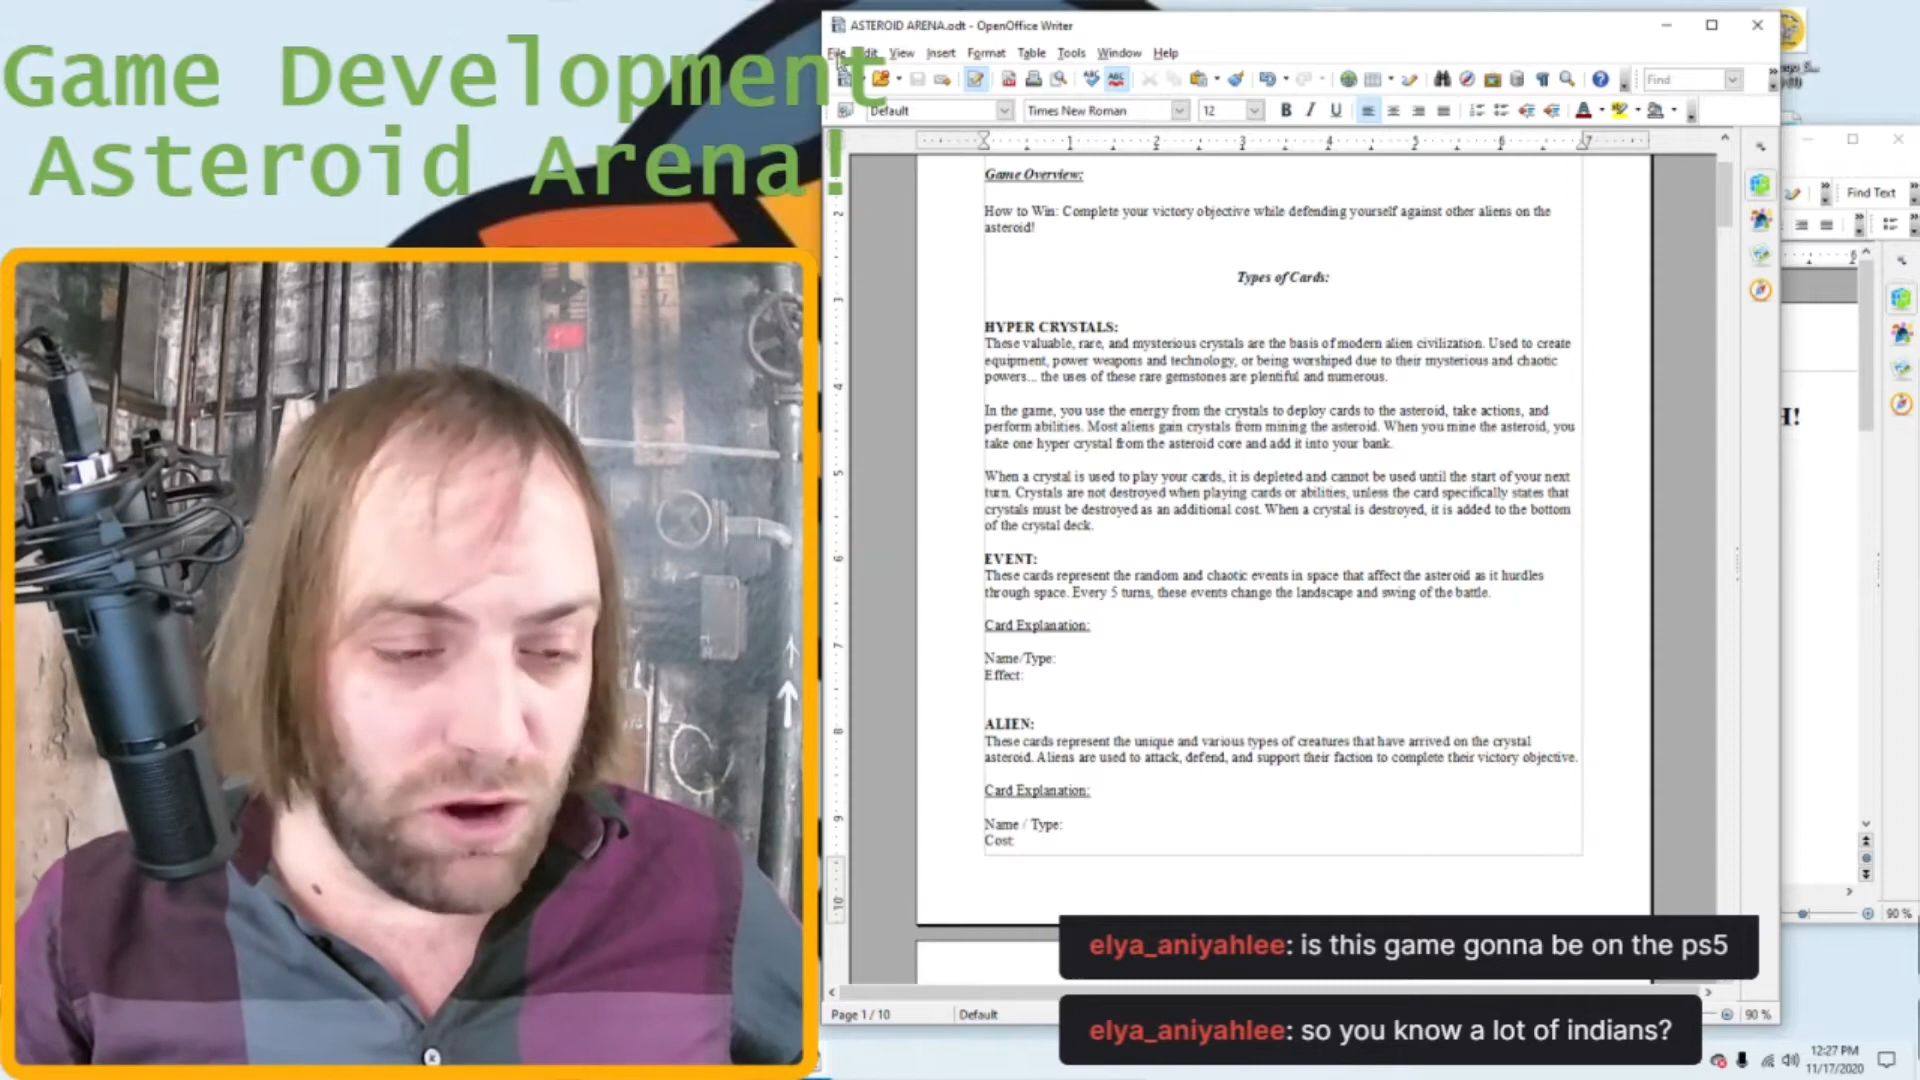 Game Development
Asteroid Arena!
ASTEROID ARENA.odt - OpenOffice Writer
File Edit View Insert Format Table Tools Window Help
Find
Default
Times New Roman
12
Find Text
Game Overview:
How to Win: Complete your victory objective while defending yourself against other aliens on the
asteroid!
Types of Cards:
HYPER CRYSTALS:
These valuable, rare, and mysterious crystals are the basis of modern alien civilization. Used to create
equipment, power weapons and technology, or being worshiped due to their mysterious and chaotic
powers... the uses of these rare gemstones are plentiful and numerous.
In the game, you use the energy from the crystals to deploy cards to the asteroid, take actions, and
perform abilities. Most aliens gain crystals from mining the asteroid. When you mine the asteroid, you
take one hyper crystal from the asteroid core and add it into your bank.
When a crystal is used to play your cards, it is depleted and cannot be used until the start of your next
turn. Crystals are not destroyed when playing cards or abilities, unless the card specifically states that
crystals must be destroyed as an additional cost. When a crystal is destroyed, it is added to the bottom
of the crystal deck.
EVENT:
These cards represent the random and chaotic events in space that affect the asteroid as it hurdles
through space. Every 5 turns, these events change the landscape and swing of the battle.
Card Explanation:
Name/Type:
Effect:
ALIEN:
These cards represent the unique and various types of creatures that have arrived on the crystal
asteroid. Aliens are used to attack, defend, and support their faction to complete their victory objective.
Card Explanation:
Name / Type:
Cost:
H!
90 %
elya_aniyahlee: is this game gonna be on the ps5
Page 1 / 10
Default
90 %
elya_aniyahlee: so you know a lot of indians?
12:27 PM
11/17/2020